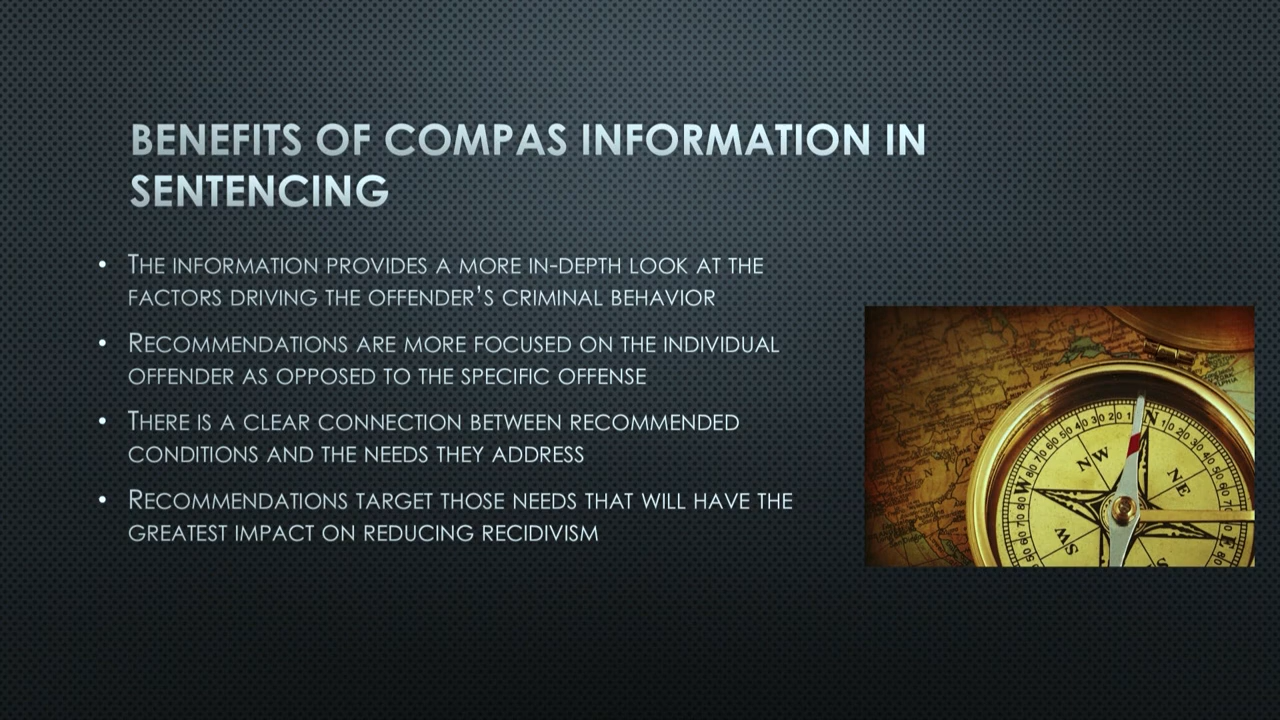 BENEFITS OF COMPAS INFORMATION IN
SENTENCING
• THE INFORMATION PROVIDES A MORE IN-DEPTH LOOK AT THE
FACTORS DRIVING THE OFFENDER’S CRIMINAL BEHAVIOR
• RECOMMENDATIONS ARE MORE FOCUSED ON THE INDIVIDUAL
OFFENDER AS OPPOSED TO THE SPECIFIC OFFENSE
• THERE IS A CLEAR CONNECTION BETWEEN RECOMMENDED
CONDITIONS AND THE NEEDS THEY ADDRESS
• RECOMMENDATIONS TARGET THOSE NEEDS THAT WILL HAVE THE
GREATEST IMPACT ON REDUCING RECIDIVISM
N
NW
NE
W
E
SW